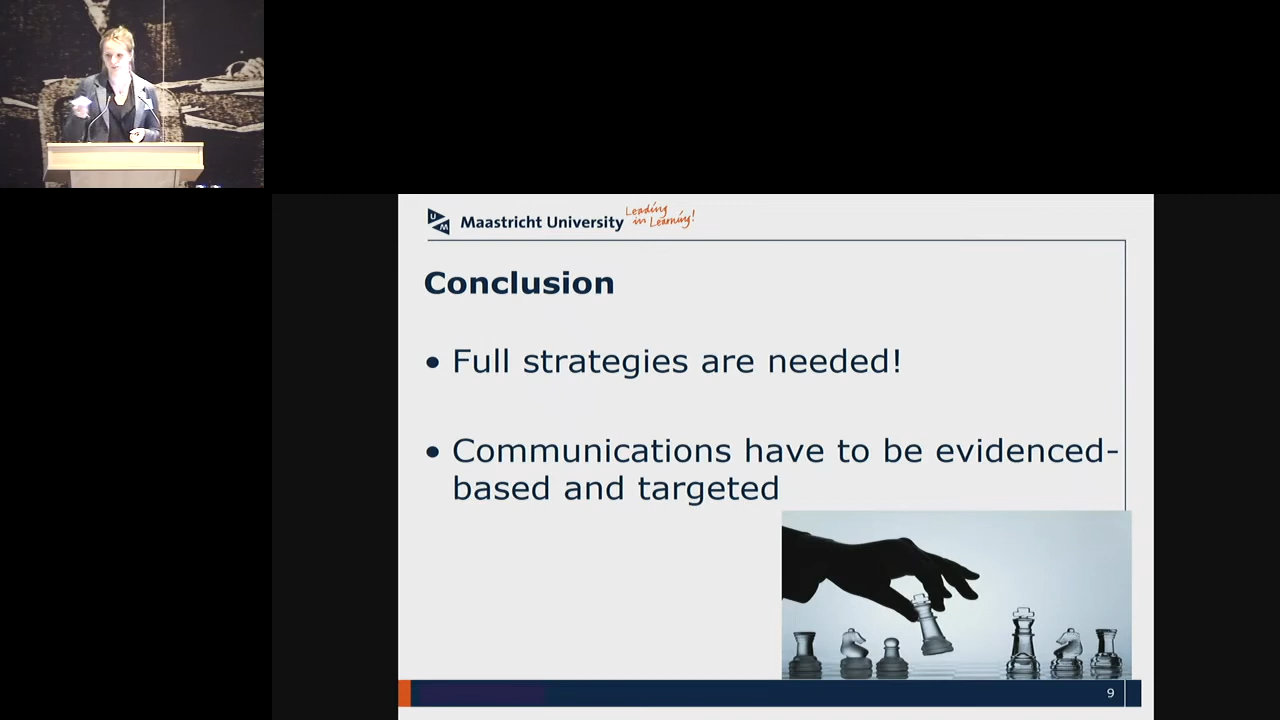 UM
Maastricht University
Leading
in Learning!
Conclusion
• Full strategies are needed!
• Communications have to be evidenced-
based and targeted
9